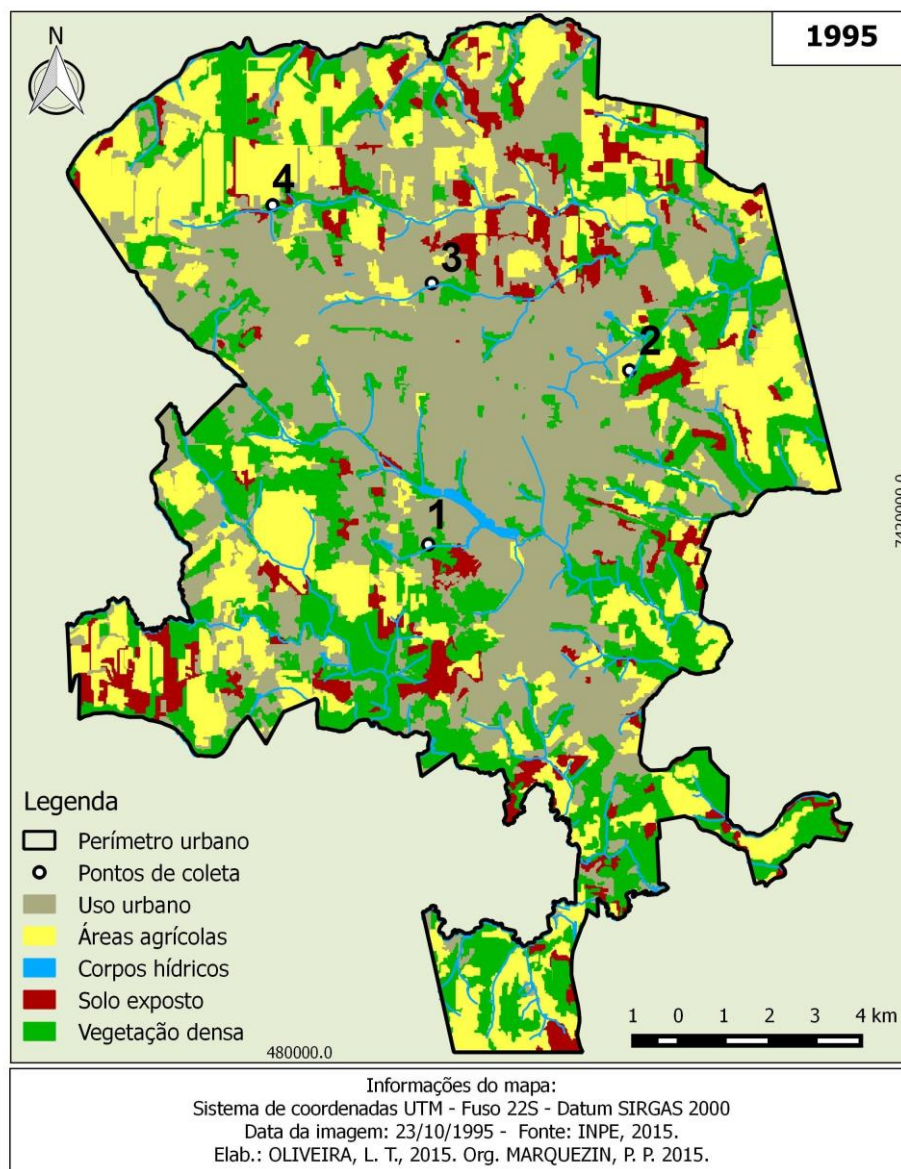 1995
N
4
3
2
7420000.0
1
Legenda
Perímetro urbano
Pontos de coleta
Uso urbano
Áreas agrícolas
Corpos hídricos
Solo exposto
Vegetação densa
1 0 1 2 3 4 km
480000.0
Informações do mapa:
Sistema de coordenadas UTM - Fuso 22S - Datum SIRGAS 2000
Data da imagem: 23/10/1995 - Fonte: INPE, 2015.
Elab.: OLIVEIRA, L. T., 2015. Org. MARQUEZIN, P. P. 2015.